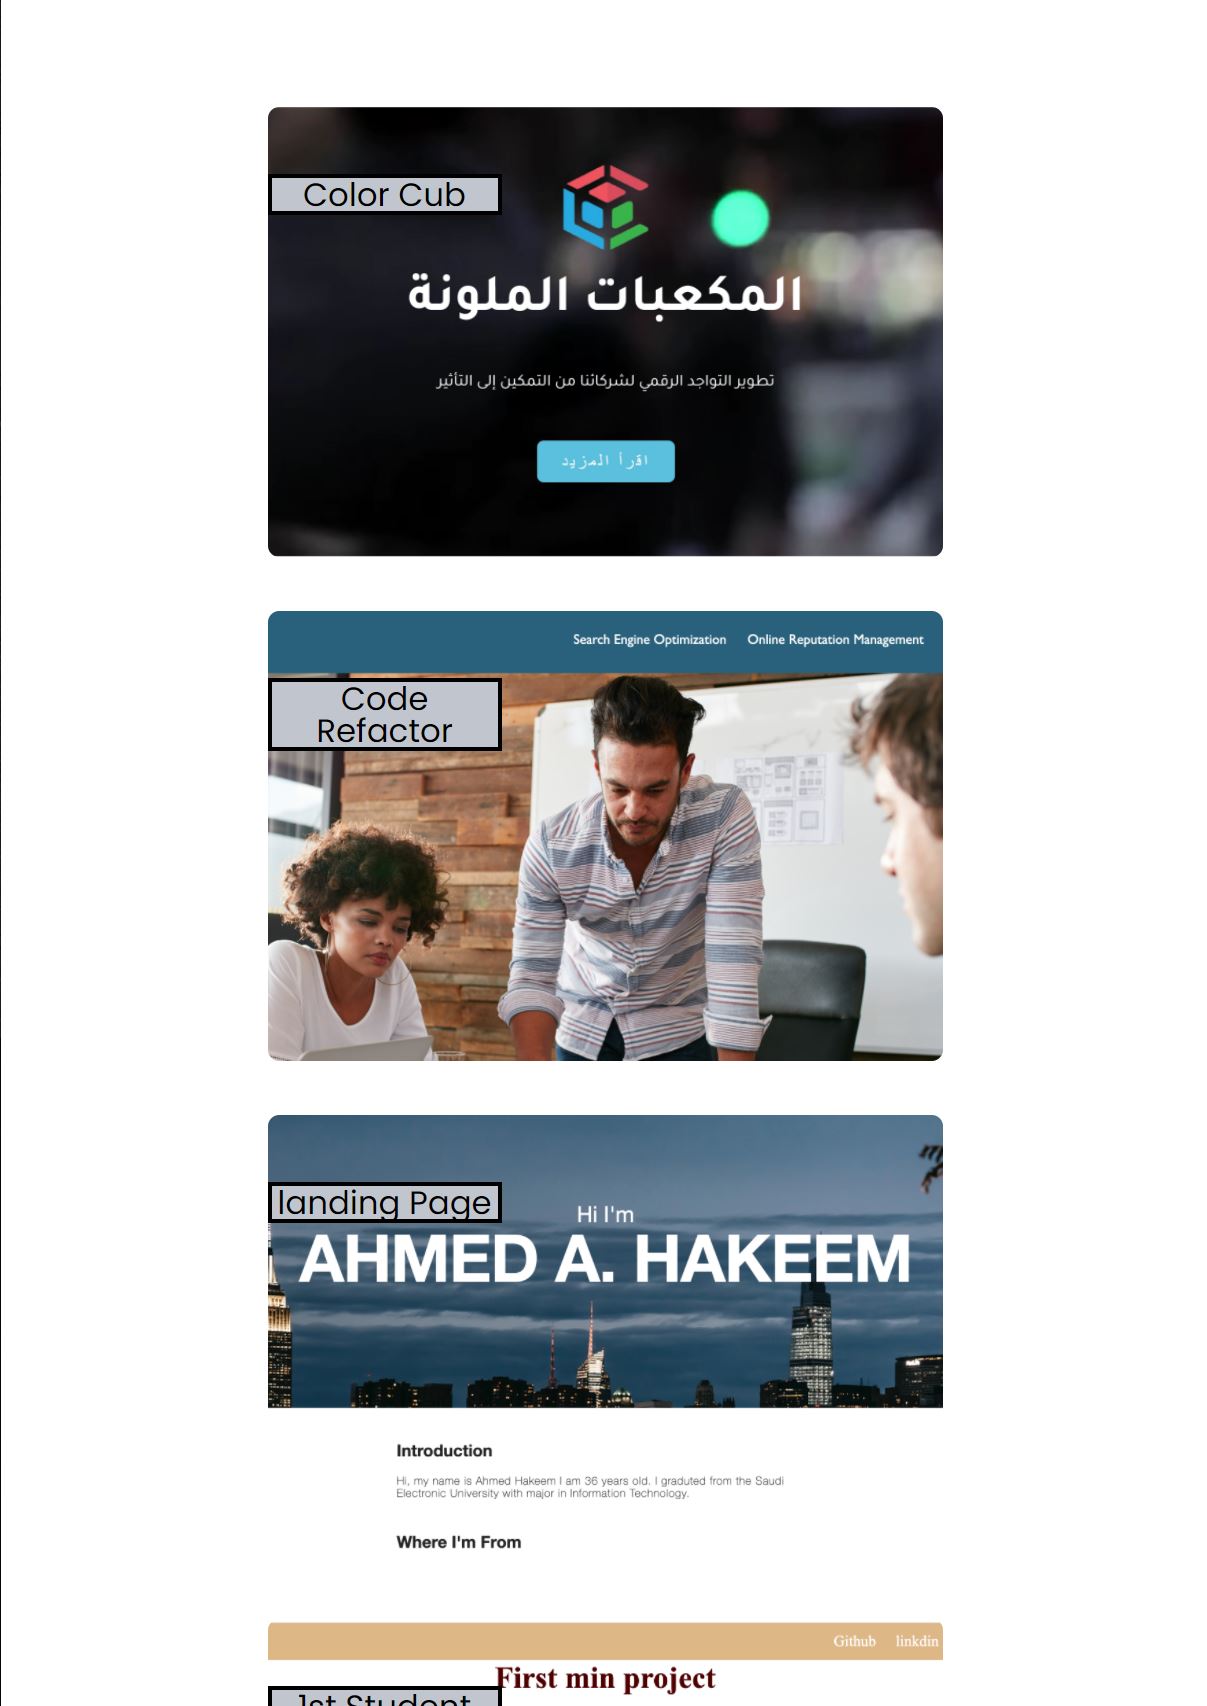 Color Cub
المكعبات الملونة
تطوير التواجد الرقمي لشركائنا من التمكين إلى التأثير
اقرأ المزيد
Search Engine Optimization Online Reputation Management
Code
Refactor
landing Page
Hi I'm
AHMED A. HAKEEM
Introduction
Hi, my name is Ahmed Hakeem I am 36 years old. I graduted from the Saudi
Electronic University with major in Information Technology.
Where I'm From
Github linkdin
First min project
1st Student